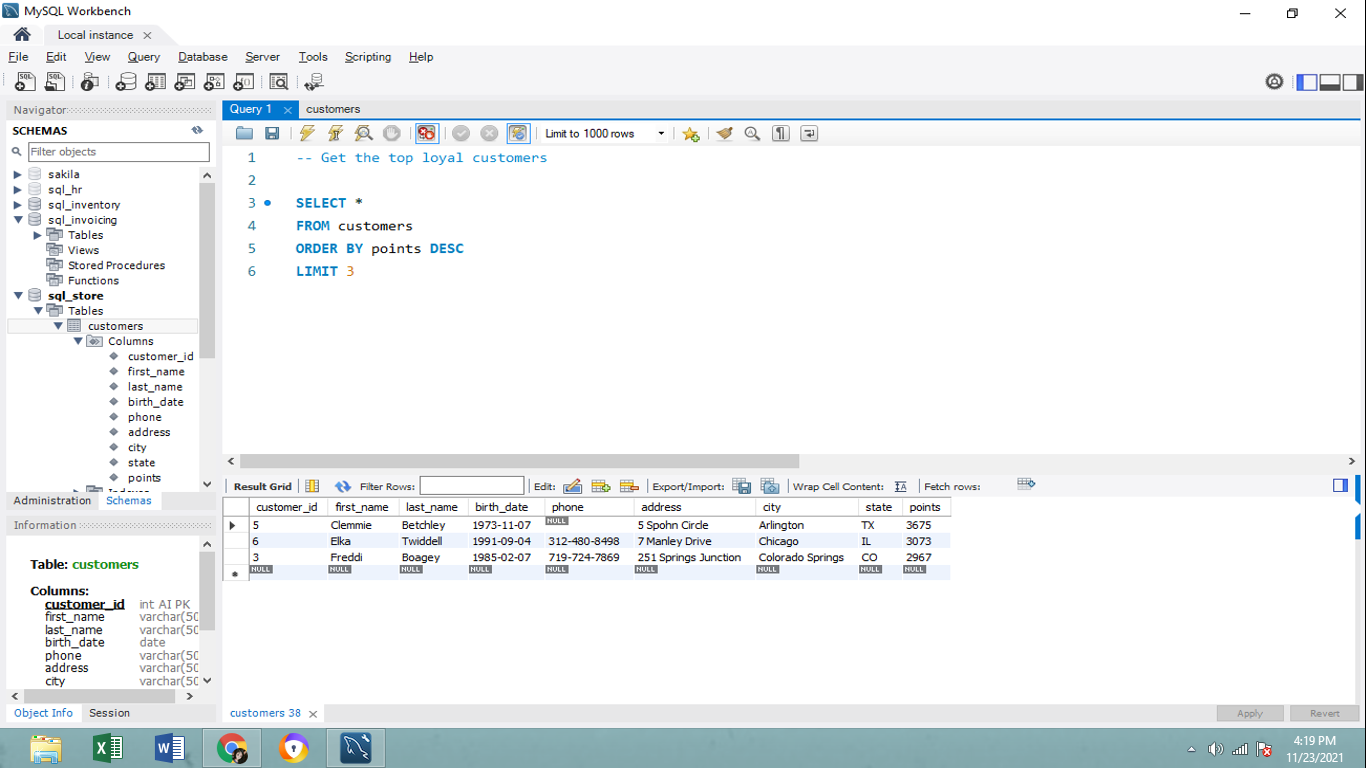 MySQL Workbench
Local instance
File Edit View Query Database Server Tools Scripting Help
Navigator
SCHEMAS
Filter objects
sakila
sql_hr
sql_inventory
sql_invoicing
Tables
Views
Stored Procedures
Functions
sql_store
Tables
customers
Columns
customer_id
first_name
last_name
birth_date
phone
address
city
state
points
Administration Schemas
Information
Table: customers
Columns:
customer_id int AI PK
first_name varchar(50
last_name varchar(50
birth_date date
phone varchar(50
address varchar(50
city varchar(50
Object Info Session
Query 1 customers
Limit to 1000 rows
1 -- Get the top loyal customers
2
3 SELECT *
4 FROM customers
5 ORDER BY points DESC
6 LIMIT 3
Result Grid Filter Rows: Edit: Export/Import: Wrap Cell Content: IA Fetch rows:
customer_id first_name last_name birth_date phone address city state points
5 Clemmie Betchley 1973-11-07 NULL 5 Spohn Circle Arlington TX 3675
6 Elka Twiddell 1991-09-04 312-480-8498 7 Manley Drive Chicago IL 3073
3 Freddi Boagey 1985-02-07 719-724-7869 251 Springs Junction Colorado Springs CO 2967
NULL NULL NULL NULL NULL NULL NULL NULL NULL
customers 38
Apply Revert
4:19 PM
11/23/2021